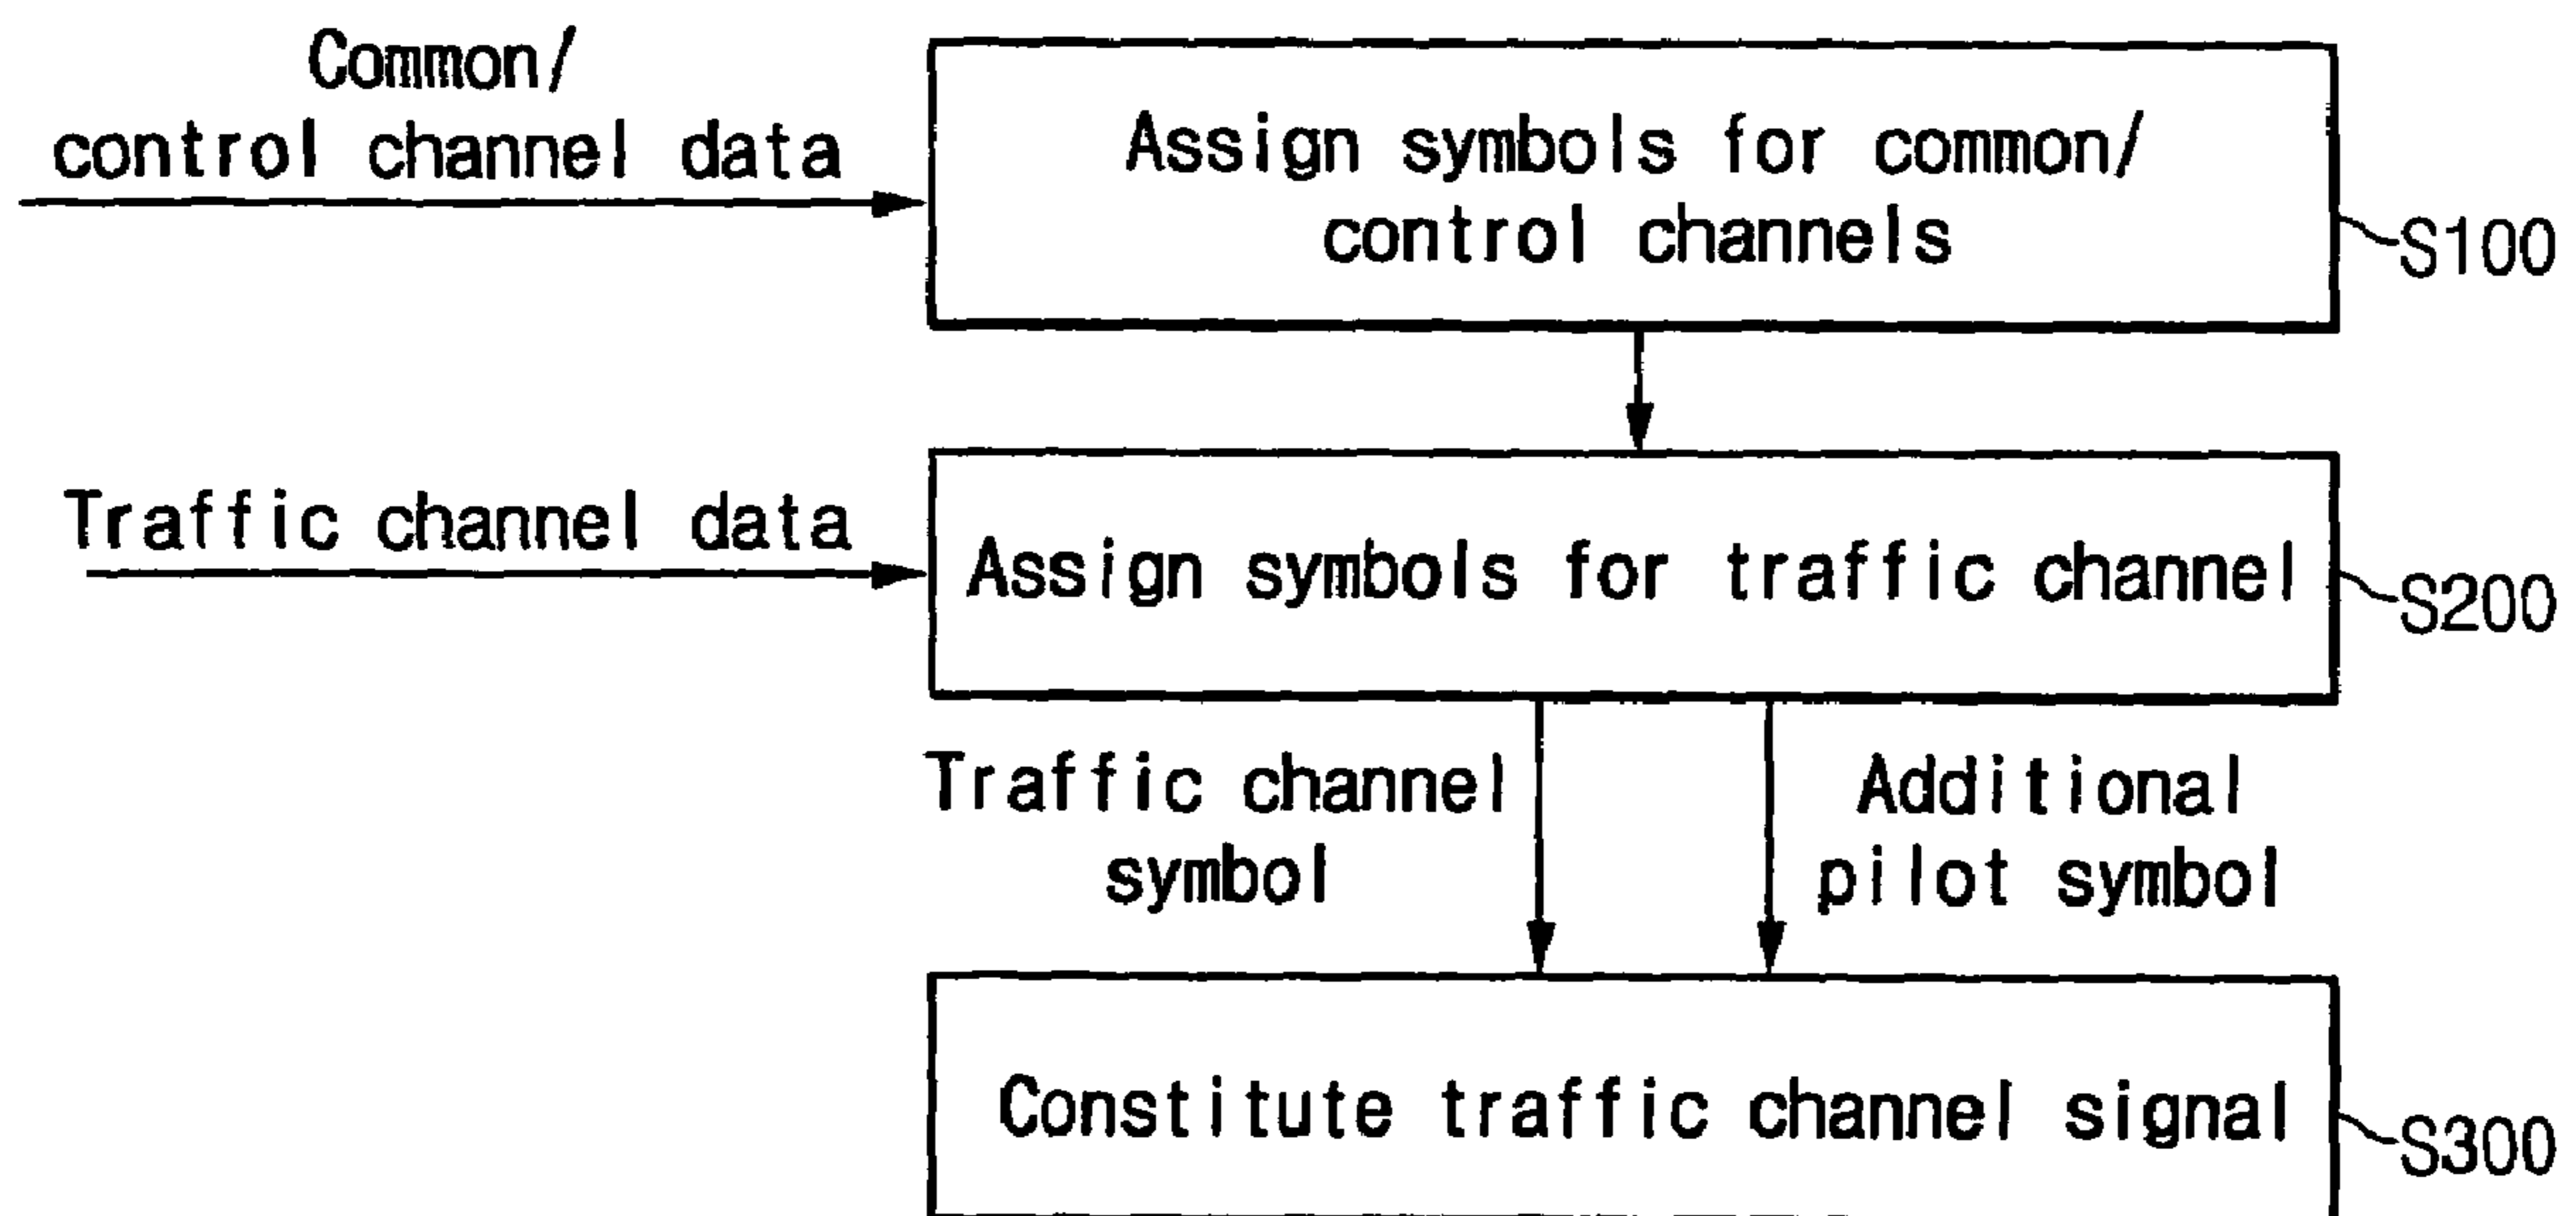 Common/
control channel data
Assign symbols for common/
control channels
S100
Traffic channel data
Assign symbols for traffic channel
S200
Traffic channel
symbol
Additional
pilot symbol
Constitute traffic channel signal
S300